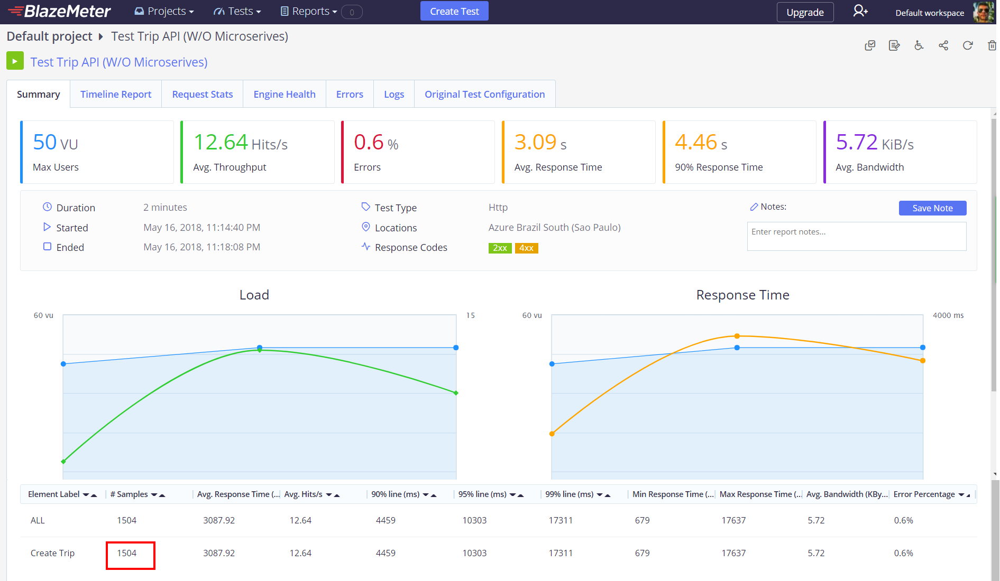 BlazeMeter Projects Tests Reports 0 Create Test Upgrade Default workspace
Default project Test Trip API (W/O Microserives)
Test Trip API (W/O Microserives)
Summary Timeline Report Request Stats Engine Health Errors Logs Original Test Configuration
50 VU 12.64 Hits/s 0.6 % 3.09 s 4.46 s 5.72 KiB/s
Max Users Avg. Throughput Errors Avg. Response Time 90% Response Time Avg. Bandwidth
Duration 2 minutes Test Type Http Notes: Save Note
Started May 16, 2018, 11:14:40 PM Locations Azure Brazil South (Sao Paulo) Enter report notes...
Ended May 16, 2018, 11:18:08 PM Response Codes 2xx 4xx
Load Response Time
60 vu 15 60 vu 4000 ms
Element Label # Samples Avg. Response Time (... Avg. Hits/s 90% line (ms) 95% line (ms) 99% line (ms) Min Response Time (... Max Response Time (... Avg. Bandwidth (KBy... Error Percentage
ALL 1504 3087.92 12.64 4459 10303 17311 679 17637 5.72 0.6%
Create Trip 1504 3087.92 12.64 4459 10303 17311 679 17637 5.72 0.6%